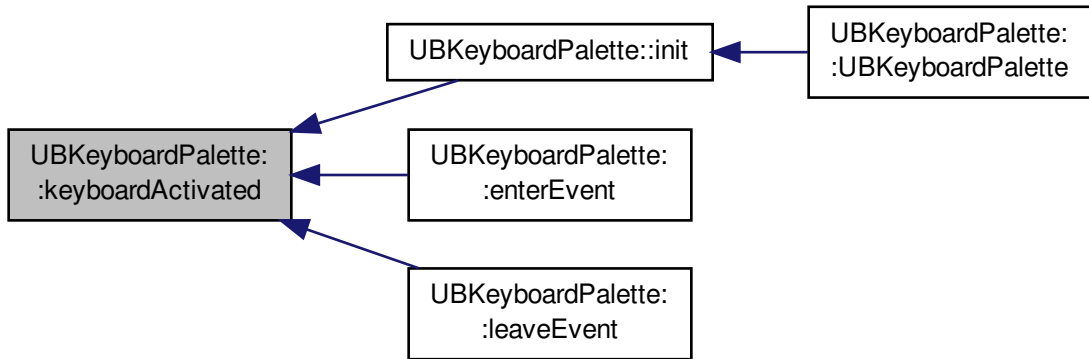 UBKeyboardPalette:
:keyboardActivated
UBKeyboardPalette::init
UBKeyboardPalette:
:UBKeyboardPalette
UBKeyboardPalette:
:enterEvent
UBKeyboardPalette:
:leaveEvent